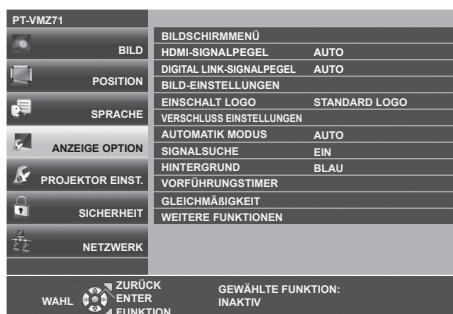 PT-VMZ71
BILD
POSITION
SPRACHE
ANZEIGE OPTION
PROJEKTOR EINST.
SICHERHEIT
NETZWERK
BILDSCHIRMMENÜ
HDMI-SIGNALPEGEL AUTO
DIGITAL LINK-SIGNALPEGEL AUTO
BILD-EINSTELLUNGEN
EINSCHALT LOGO STANDARD LOGO
VERSCHLUSS EINSTELLUNGEN
AUTOMATIK MODUS AUTO
SIGNALSUCHE EIN
HINTERGRUND BLAU
VORFÜHRUNGSTIMER
GLEICHMÄßIGKEIT
WEITERE FUNKTIONEN
WAHL
ZURÜCK
ENTER
FUNKTION
GEWÄHLTE FUNKTION:
INAKTIV